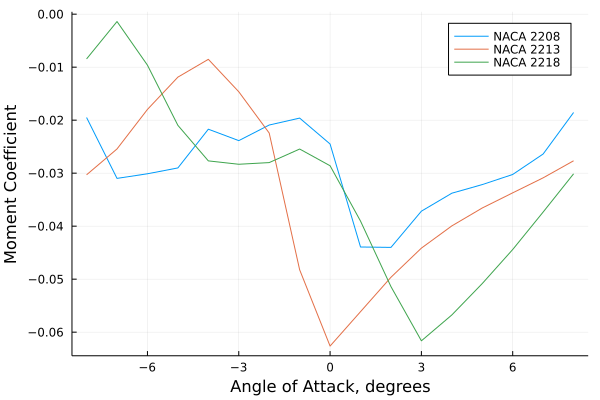 0.00
−0.01
−0.02
−0.03
−0.04
−0.05
−0.06
Moment Coefficient
NACA 2208
NACA 2213
NACA 2218
−6
−3
0
3
6
Angle of Attack, degrees